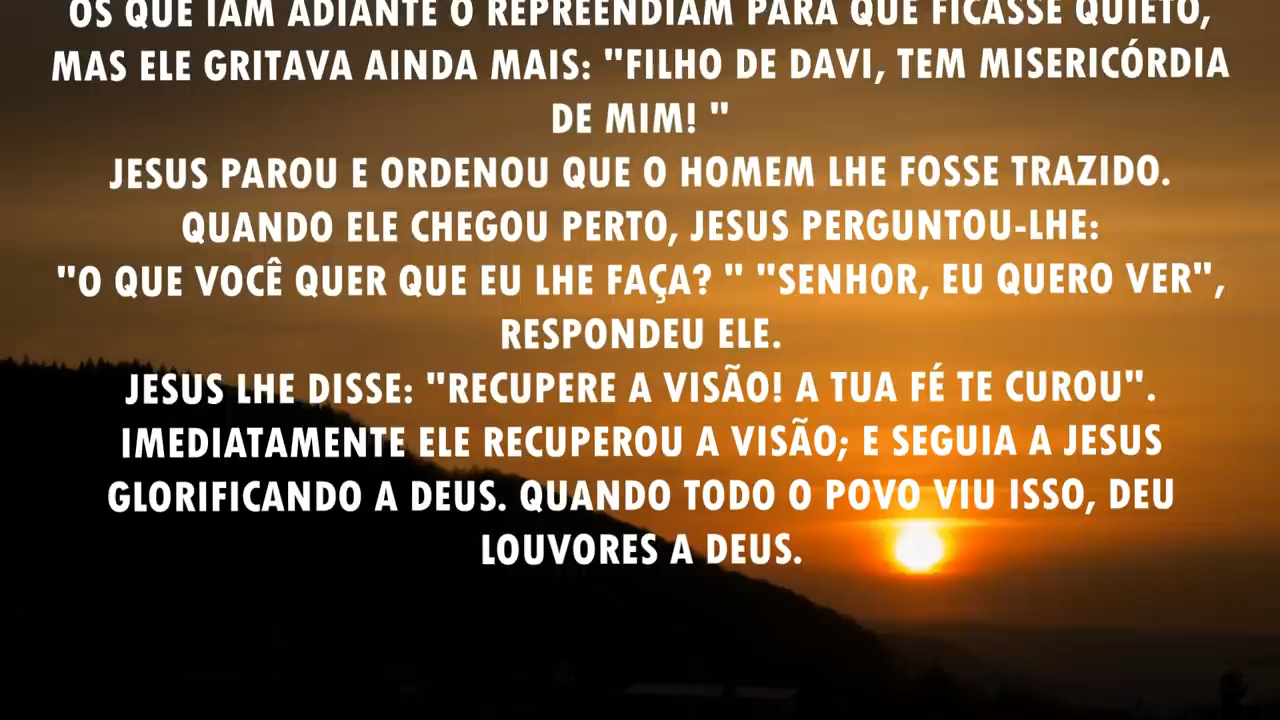 OS QUE IAM ADIANTE O REPREENDIAM PARA QUE FICASSE QUIETO,
MAS ELE GRITAVA AINDA MAIS: "FILHO DE DAVI, TEM MISERICÓRDIA
DE MIM! "
JESUS PAROU E ORDENOU QUE O HOMEM LHE FOSSE TRAZIDO.
QUANDO ELE CHEGOU PERTO, JESUS PERGUNTOU-LHE:
"O QUE VOCÊ QUER QUE EU LHE FAÇA? " "SENHOR, EU QUERO VER",
RESPONDEU ELE.
JESUS LHE DISSE: "RECUPERE A VISÃO! A TUA FÉ TE CUROU".
IMEDIATAMENTE ELE RECUPEROU A VISÃO; E SEGUIA A JESUS
GLORIFICANDO A DEUS. QUANDO TODO O POVO VIU ISSO, DEU
LOUVORES A DEUS.